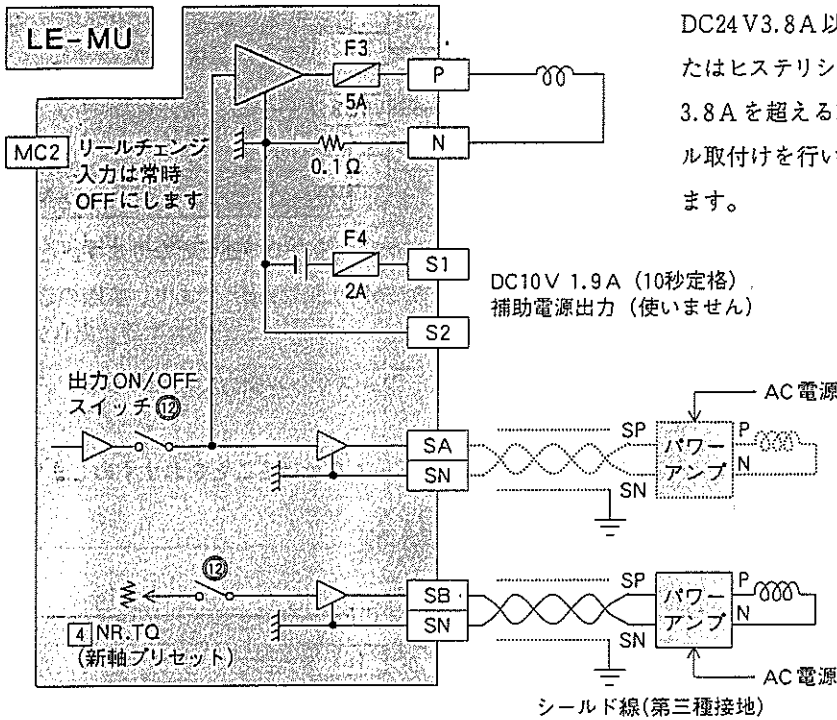 LE-MU
MC2
リールチェンジ
入力は常時
OFFにします
F3
5A
P
N
0.1Ω
F4
2A
S1
S2
DC24V3.8A以
たはヒステリシ
3.8Aを超える
ル取付けを行い
ます。
DC10V 1.9A（10秒定格）
補助電源出力（使いません）
出力ON/OFF
スイッチ⑫
SA
SN
SP
SN
パワー
アンプ
P
N
AC電源
⑫
4 NR.TQ
(新軸プリセット)
SB
SN
SP
SN
パワー
アンプ
P
N
AC電源
シールド線(第三種接地)